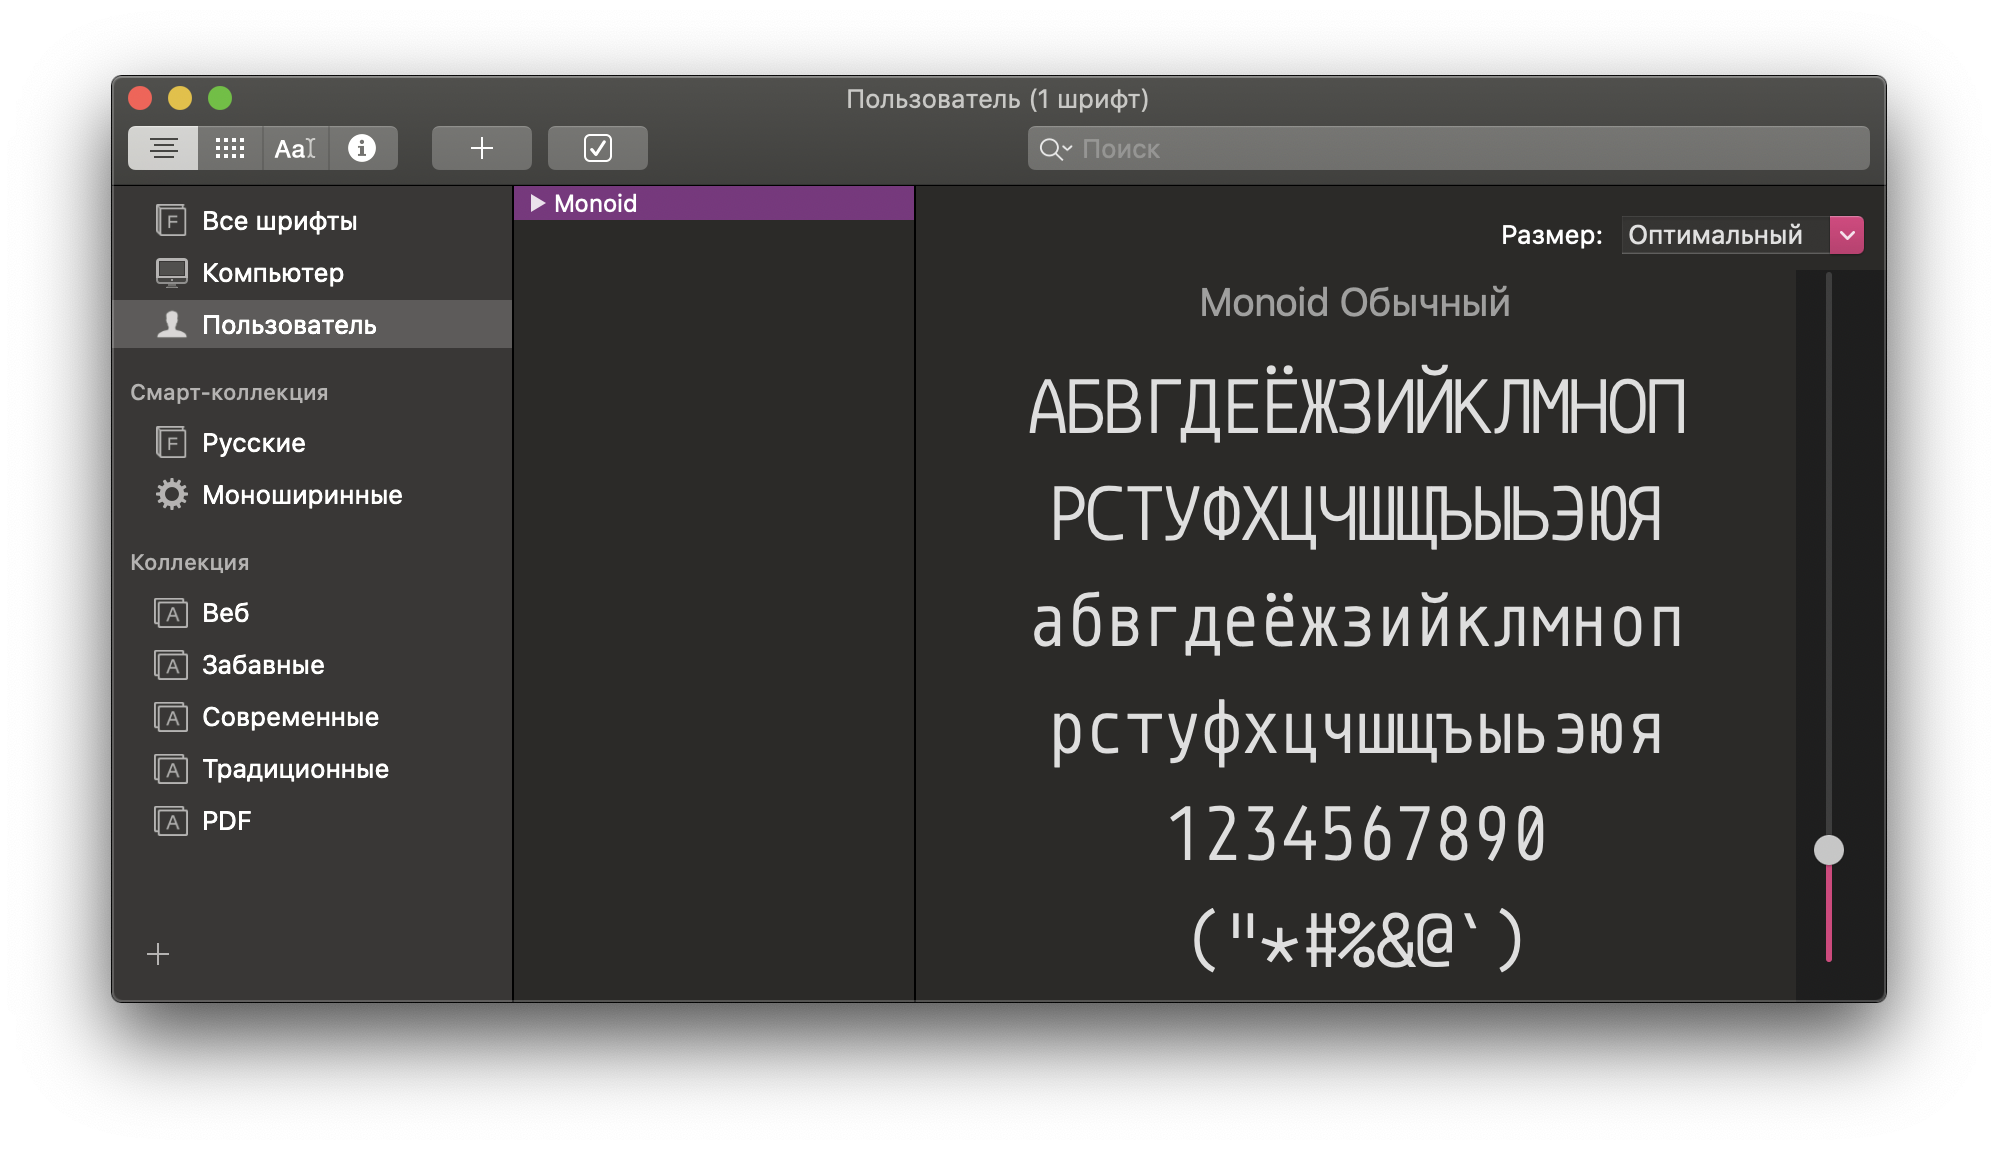 Пользователь (1 шрифт)
Aa
Поиск
Все шрифты
Компьютер
Пользователь
Смарт-коллекция
Русские
Моноширинные
Коллекция
Веб
Забавные
Современные
Традиционные
PDF
Monoid
Размер: Оптимальный
Monoid Обычный
АБВГДЕЁЖЗИЙКЛМНОП
РСТУФХЦЧШЩЪЫЬЭЮЯ
абвгдеёжзийклмноп
рстуфхцчшщъыьэюя
1234567890
("*#%&@`)